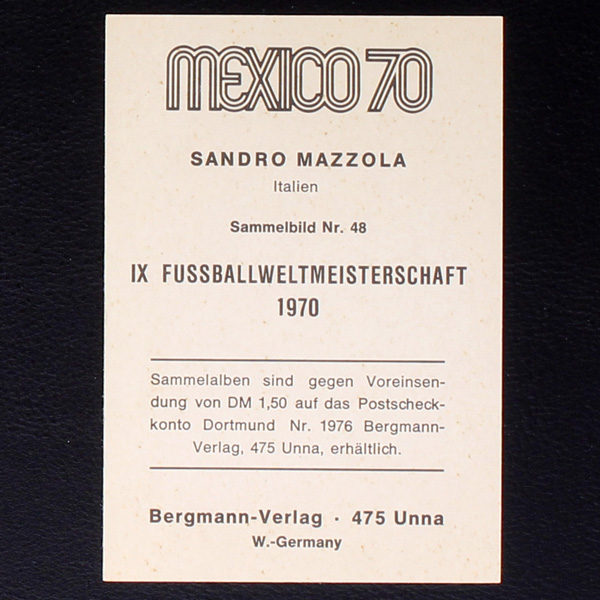 MEXICO 70
SANDRO MAZZOLA
Italien
Sammelbild Nr. 48
IX FUSSBALLWELTMEISTERSCHAFT
1970
Sammelalben sind gegen Voreinsen-
dung von DM 1,50 auf das Postscheck-
konto Dortmund Nr. 1976 Bergmann-
Verlag, 475 Unna, erhältlich.
Bergmann-Verlag · 475 Unna
W.-Germany